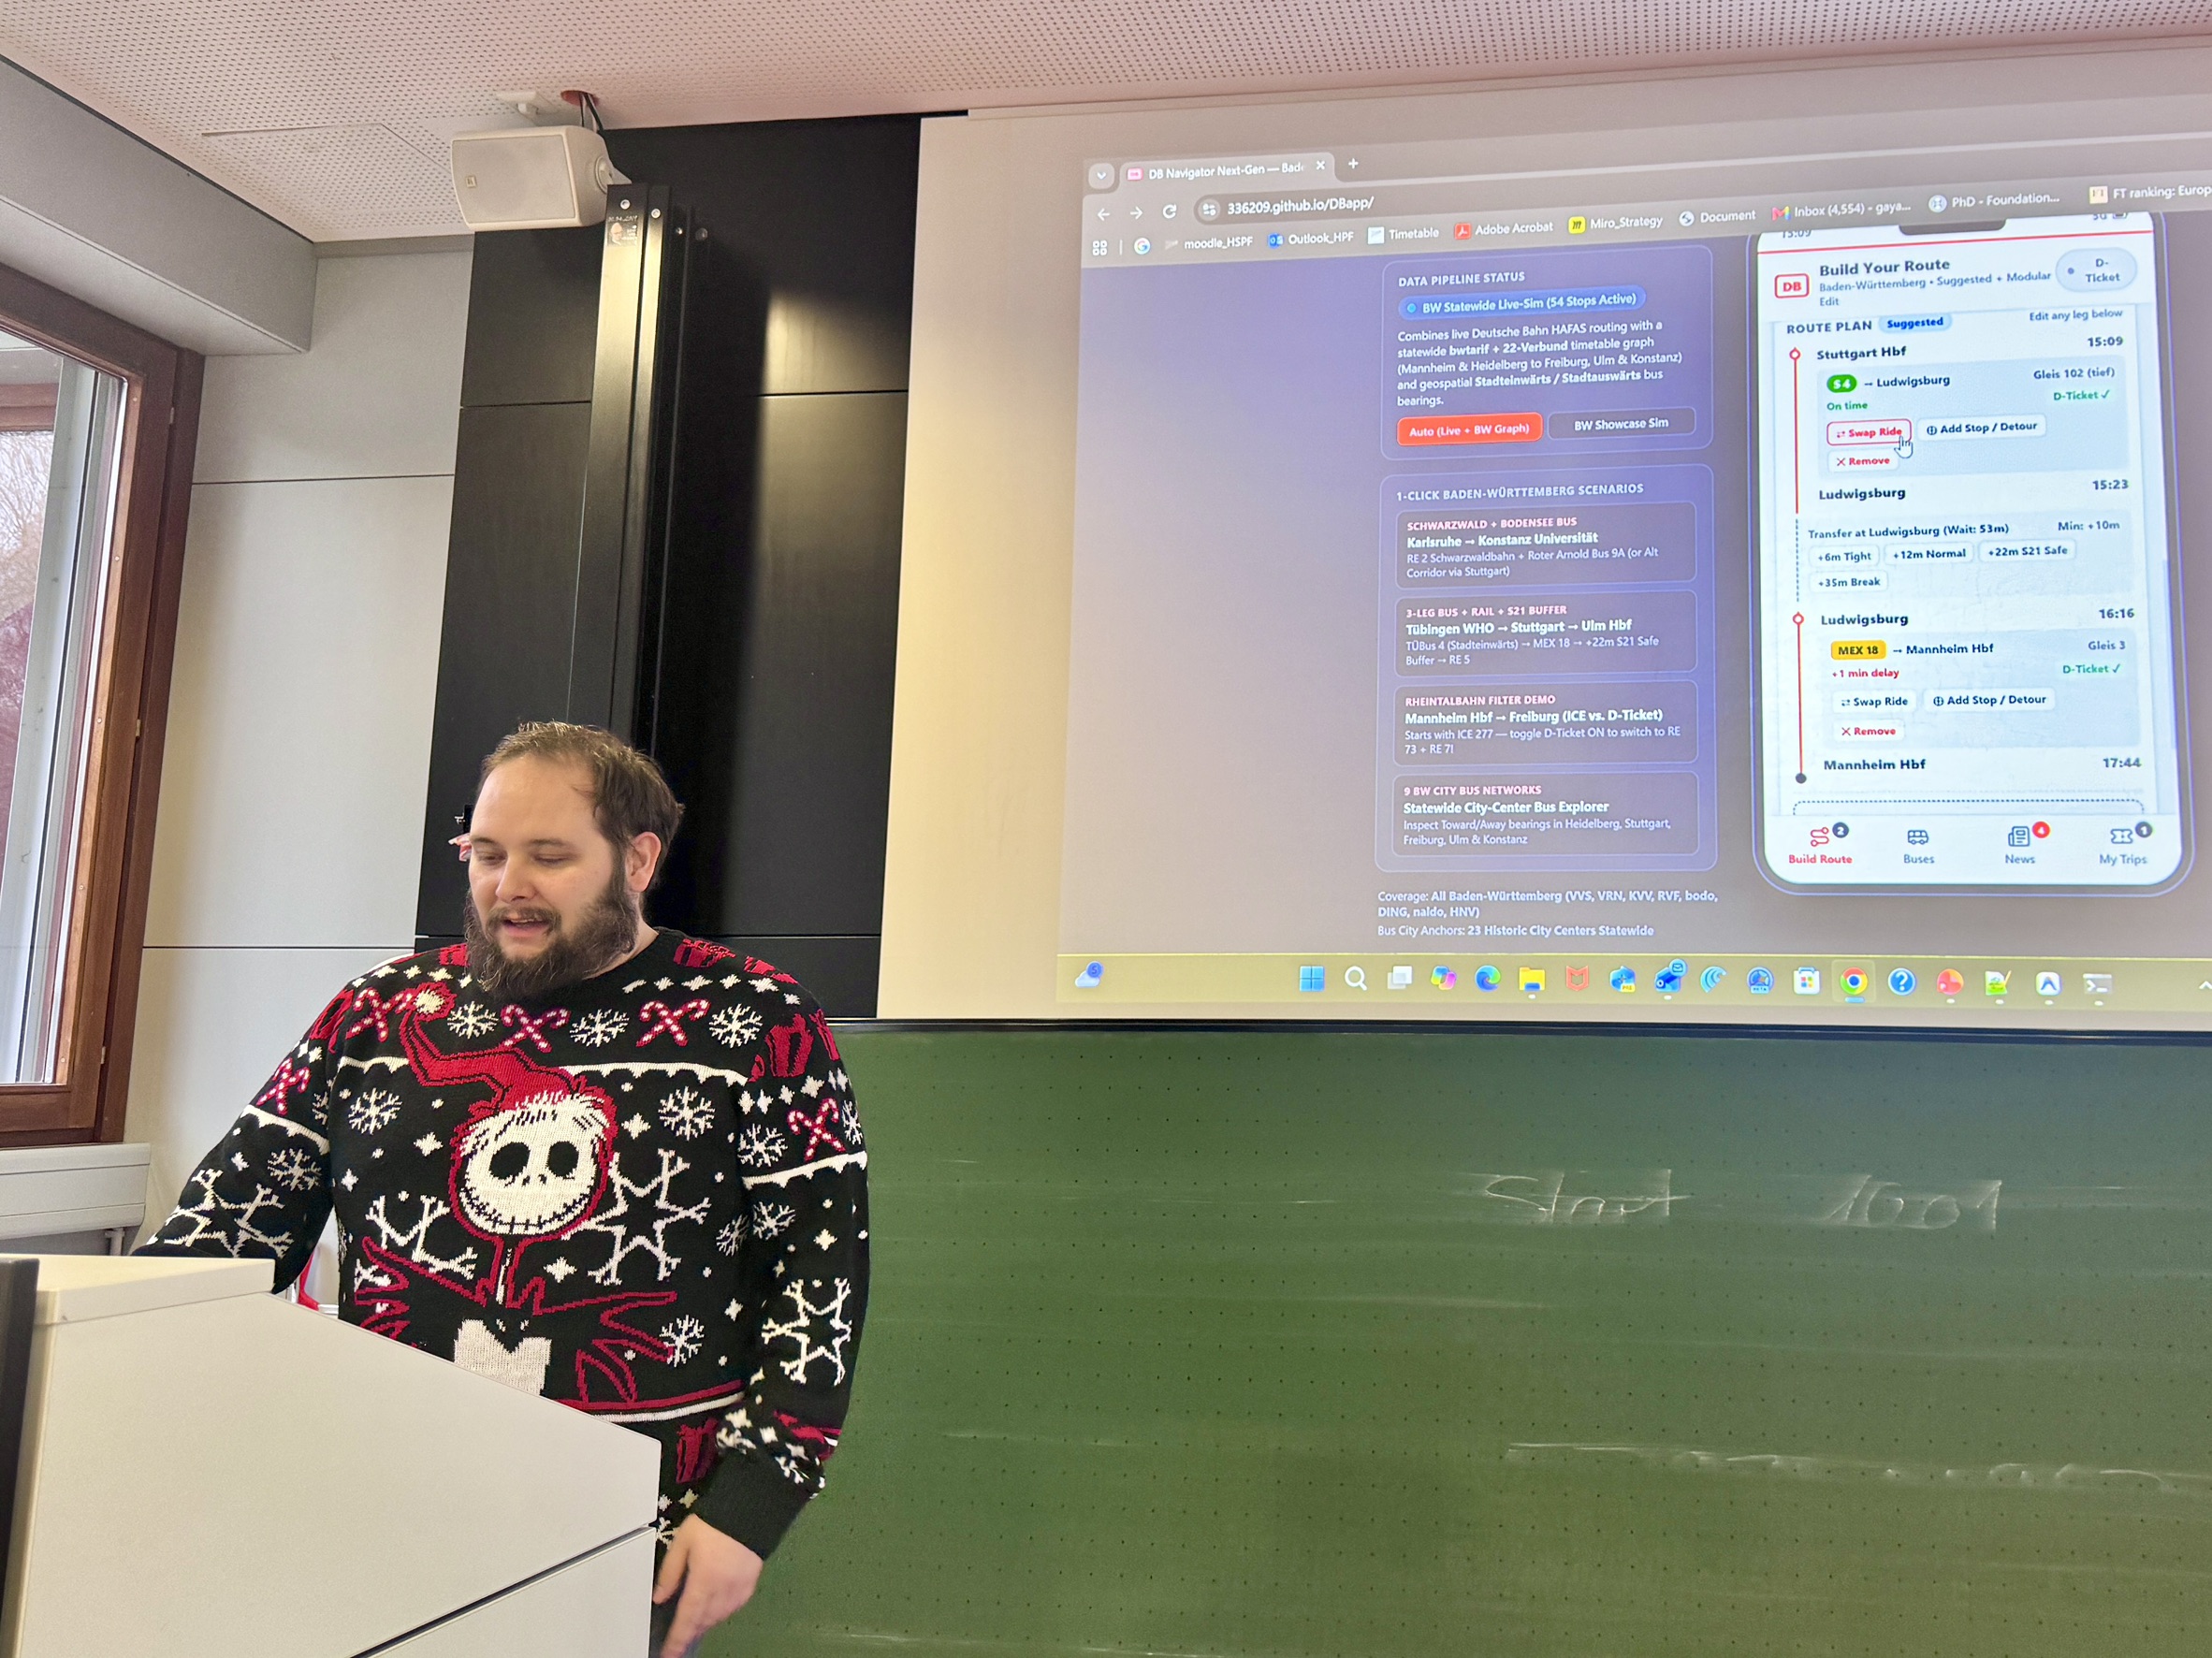 DB Navigator Next-Gen — Bad
336209.github.io/DBapp/
moodle_HSPF
Outlook_HPF
Timetable
Adobe Acrobat
Miro_Strategy
Document
Inbox (4,554) - gaya...
PhD - Foundation...
FT ranking: Europ
DATA PIPELINE STATUS
BW Statewide Live-Sim (54 Stops Active)
Combines live Deutsche Bahn HAFAS routing with a
statewide bwtarif + 22-Verbund timetable graph
(Mannheim & Heidelberg to Freiburg, Ulm & Konstanz)
and geospatial Stadteinwärts / Stadtauswärts bus
bearings.
Auto (Live + BW Graph)
BW Showcase Sim
1-CLICK BADEN-WÜRTTEMBERG SCENARIOS
SCHWARZWALD + BODENSEE BUS
Karlsruhe → Konstanz Universität
RE 2 Schwarzwaldbahn + Roter Arnold Bus 9A (or Alt
Corridor via Stuttgart)
3-LEG BUS + RAIL + S21 BUFFER
Tübingen WHO → Stuttgart → Ulm Hbf
TÜBus 4 (Stadteinwärts) → MEX 18 → +22m S21 Safe
Buffer → RE 5
RHEINTALBAHN FILTER DEMO
Mannheim Hbf → Freiburg (ICE vs. D-Ticket)
Starts with ICE 277 — toggle D-Ticket ON to switch to RE
73 + RE 7!
9 BW CITY BUS NETWORKS
Statewide City-Center Bus Explorer
Inspect Toward/Away bearings in Heidelberg, Stuttgart,
Freiburg, Ulm & Konstanz
Coverage: All Baden-Württemberg (VVS, VRN, KVV, RVF, bodo,
DING, naldo, HNV)
Bus City Anchors: 23 Historic City Centers Statewide
15:09
DB
Build Your Route
Baden-Württemberg • Suggested + Modular
Edit
D-
Ticket
ROUTE PLAN Suggested Edit any leg below
Stuttgart Hbf 15:09
S4 → Ludwigsburg Gleis 102 (tief)
On time D-Ticket ✓
Swap Ride Add Stop / Detour
× Remove
Ludwigsburg 15:23
Transfer at Ludwigsburg (Wait: 53m) Min: +10m
+6m Tight +12m Normal +22m S21 Safe
+35m Break
Ludwigsburg 16:16
MEX 18 → Mannheim Hbf Gleis 3
+1 min delay D-Ticket ✓
Swap Ride Add Stop / Detour
× Remove
Mannheim Hbf 17:44
2 4 1
Build Route Buses News My Trips
Start 16:01